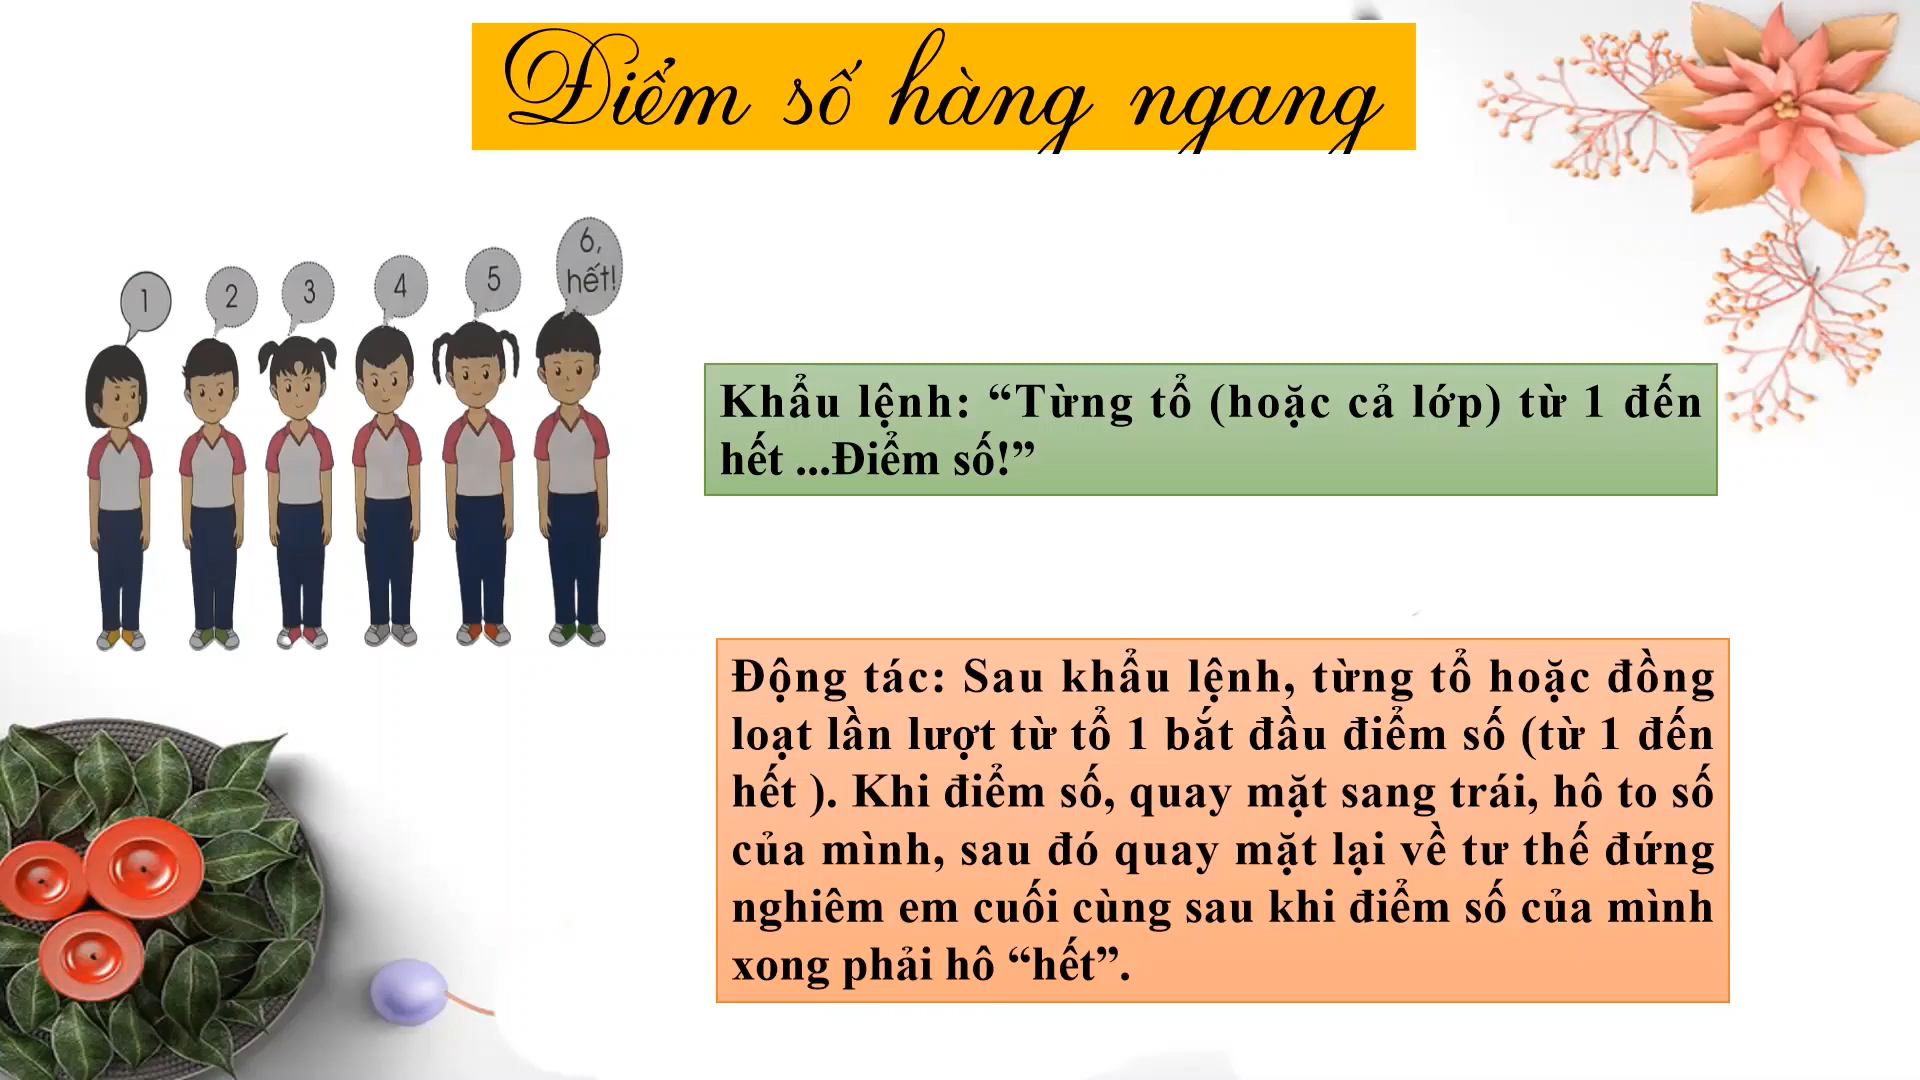 Điểm số hàng ngang
1
2
3
4
5
6,
hết!
Khẩu lệnh: “Từng tổ (hoặc cả lớp) từ 1 đến
hết ...Điểm số!”
Động tác: Sau khẩu lệnh, từng tổ hoặc đồng
loạt lần lượt từ tổ 1 bắt đầu điểm số (từ 1 đến
hết ). Khi điểm số, quay mặt sang trái, hô to số
của mình, sau đó quay mặt lại về tư thế đứng
nghiêm em cuối cùng sau khi điểm số của mình
xong phải hô “hết”.